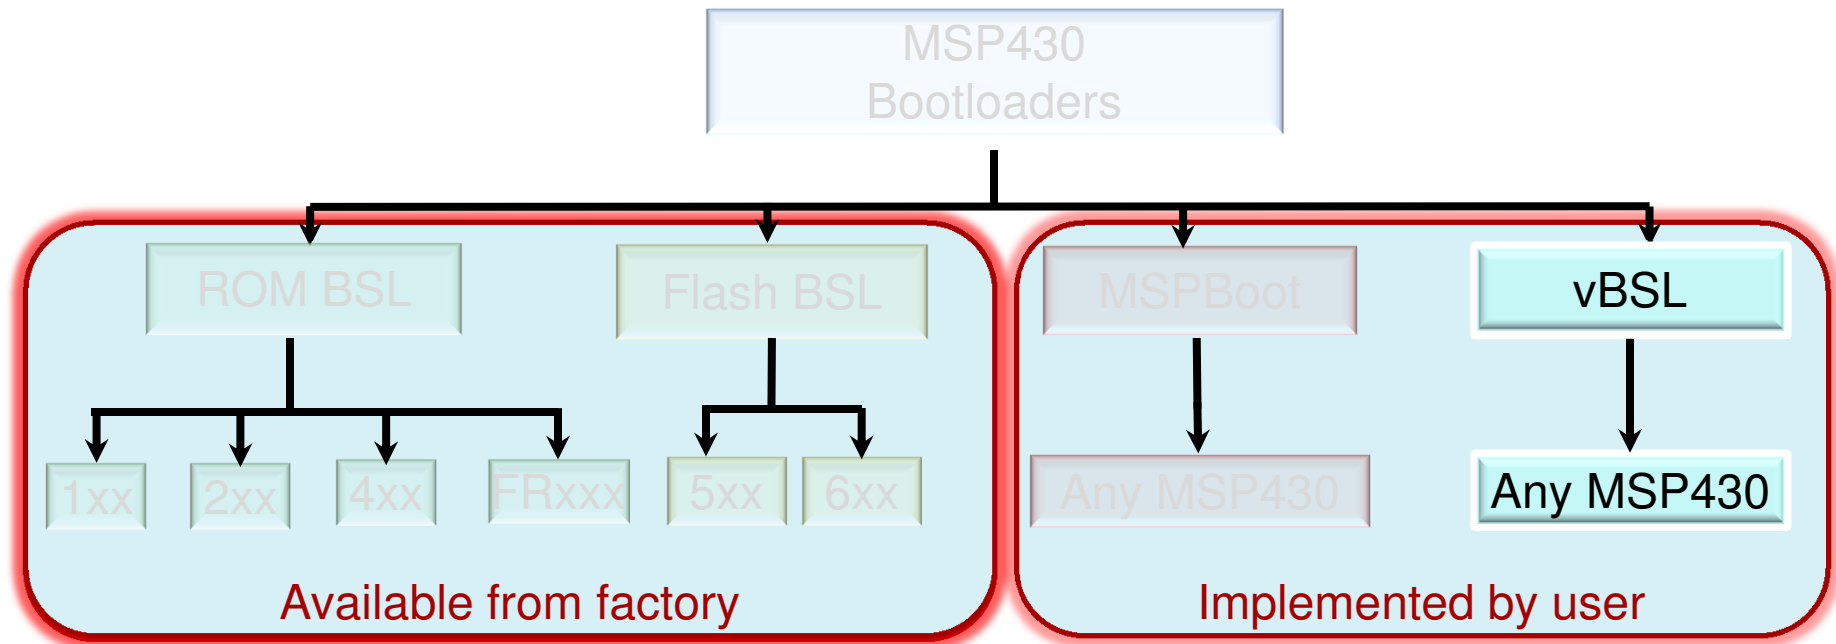 MSP430
Bootloaders
ROM BSL
Flash BSL
MSPBoot
vBSL
1xx
2xx
4xx
FRxxx
5xx
6xx
Any MSP430
Any MSP430
Available from factory
Implemented by user